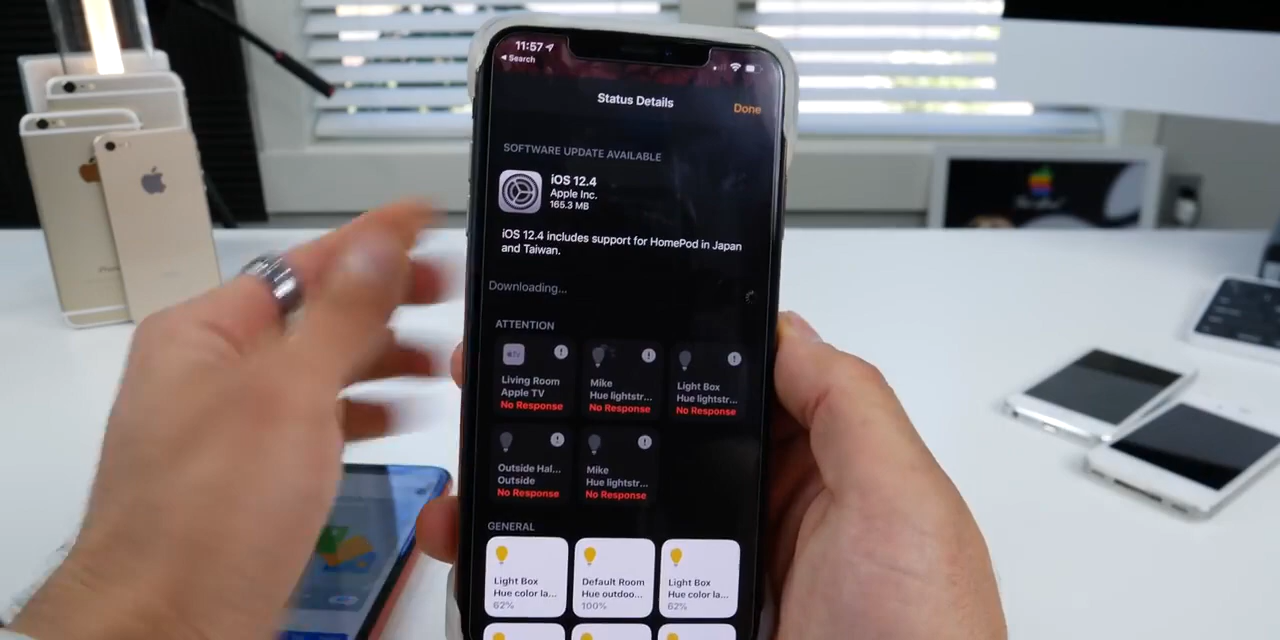 11:57
Search
Status Details
Done
SOFTWARE UPDATE AVAILABLE
iOS 12.4
Apple Inc.
165.3 MB
iOS 12.4 includes support for HomePod in Japan
and Taiwan.
Downloading...
ATTENTION
Living Room
Apple TV
No Response
Mike
Hue lightstr...
No Response
Light Box
Hue lightstr...
No Response
Outside Hal...
Outside
No Response
Mike
Hue lightstr...
No Response
GENERAL
Light Box
Hue color la...
62%
Default Room
Hue outdoo...
100%
Light Box
Hue color la...
62%